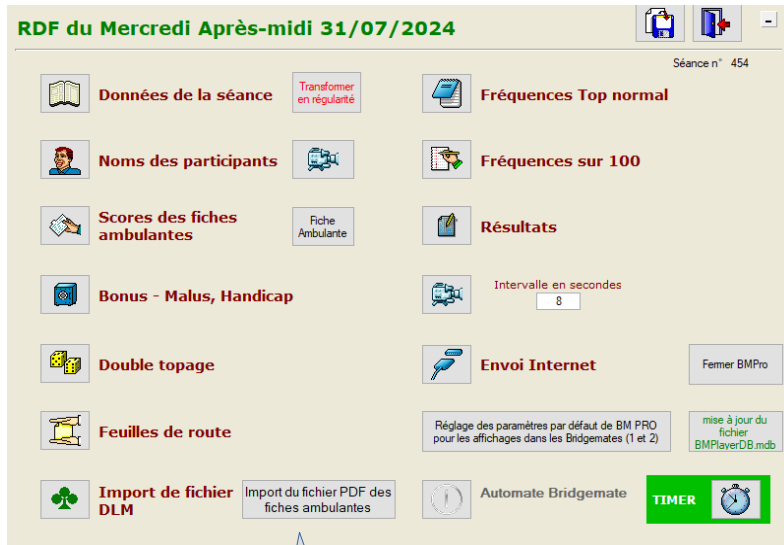 RDF du Mercredi Après-midi 31/07/2024
-
Séance n° 454
Données de la séance
Transformer
en régularité
Fréquences Top normal
Noms des participants
Fréquences sur 100
Scores des fiches
ambulantes
Fiche
Ambulante
Résultats
Bonus - Malus, Handicap
Intervalle en secondes
8
Double topage
Envoi Internet
Fermer BMPro
Feuilles de route
Réglage des paramètres par défaut de BM PRO
pour les affichages dans les Bridgemates (1 et 2)
mise à jour du
fichier
BMPlayerDB.mdb
Import de fichier
DLM
Import du fichier PDF des
fiches ambulantes
Automate Bridgemate
TIMER